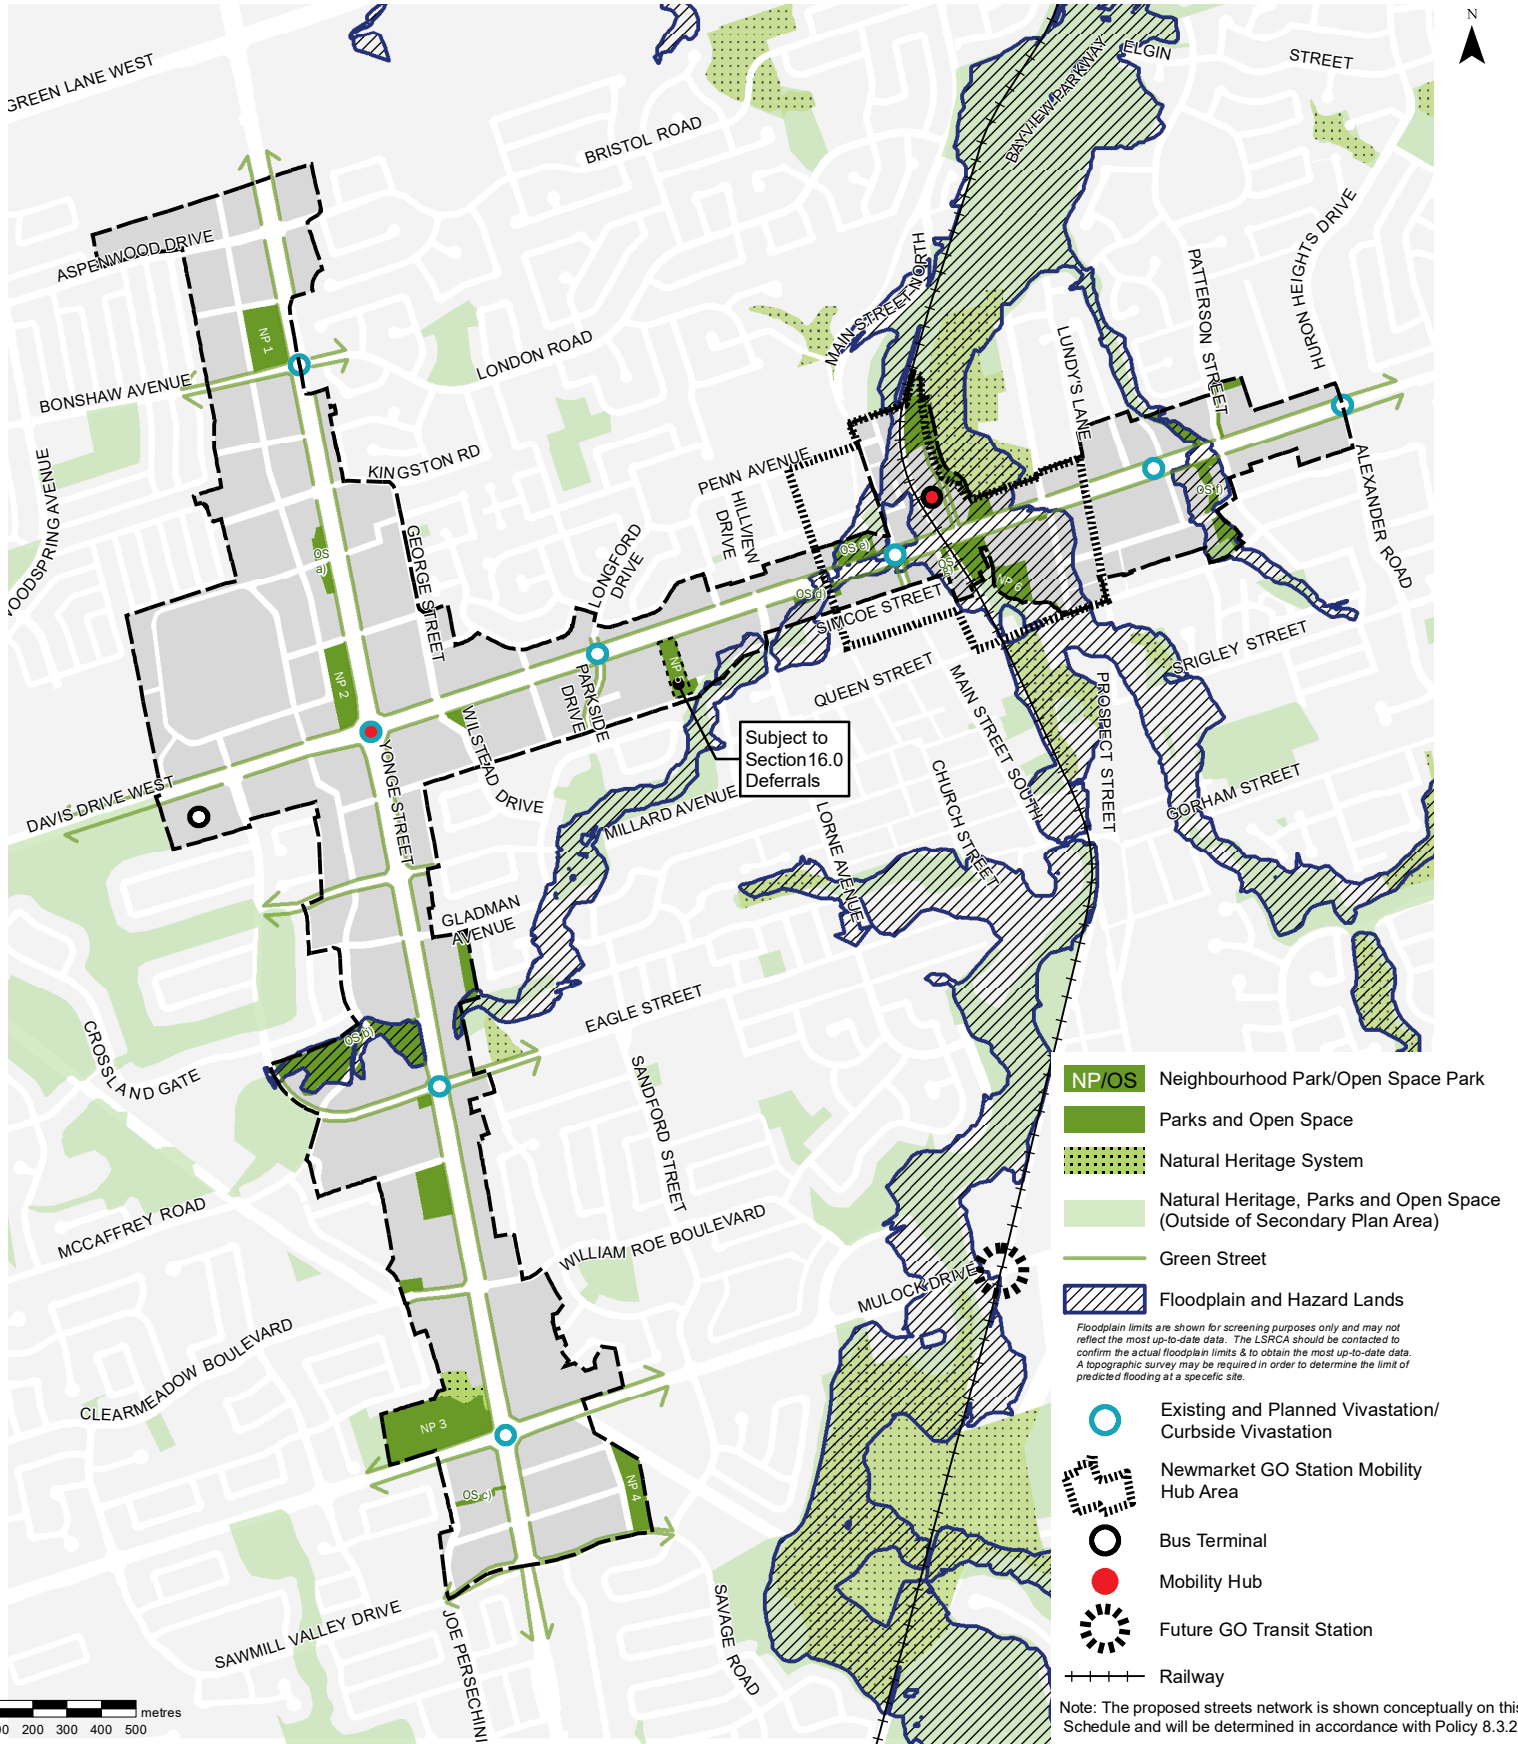 N
GREEN LANE WEST
BRISTOL ROAD
BAYVIEW PARKWAY
ELGIN
STREET
ASPENWOOD DRIVE
MAIN STREET NORTH
PATTERSON STREET
HURON HEIGHTS DRIVE
NP 1
LONDON ROAD
LUNDY'S LANE
BONSHAW AVENUE
KINGSTON RD
PENN AVENUE
HILLVIEW
DRIVE
ALEXANDER ROAD
OS f)
GEORGE STREET
LONGFORD
DRIVE
OS
a)
OS e)
OS d)
OS
NP 6
SIMCOE STREET
SRIGLEY STREET
NP 2
NP 5
PARKSIDE
DRIVE
QUEEN STREET
MAIN STREET SOUTH
PROSPECT STREET
WILSTEAD DRIVE
Subject to
Section16.0
Deferrals
YONGE STREET
DAVIS DRIVE WEST
MILLARD AVENUE
LORNE AVENUE
CHURCH STREET
GORHAM STREET
GLADMAN
AVENUE
EAGLE STREET
OS b)
CROSSLAND GATE
SANDFORD STREET
MCCAFFREY ROAD
WILLIAM ROE BOULEVARD
MULOCK DRIVE
CLEARMEADOW BOULEVARD
NP 3
NP 4
OS c)
SAWMILL VALLEY DRIVE
JOE PERSECHINI
SAVAGE ROAD
NP/OS Neighbourhood Park/Open Space Park
Parks and Open Space
Natural Heritage System
Natural Heritage, Parks and Open Space
(Outside of Secondary Plan Area)
Green Street
Floodplain and Hazard Lands
Floodplain limits are shown for screening purposes only and may not
reflect the most up-to-date data. The LSRCA should be contacted to
confirm the actual floodplain limits & to obtain the most up-to-date data.
A topographic survey may be required in order to determine the limit of
predicted flooding at a specefic site.
Existing and Planned Vivastation/
Curbside Vivastation
Newmarket GO Station Mobility
Hub Area
Bus Terminal
Mobility Hub
Future GO Transit Station
Railway
Note: The proposed streets network is shown conceptually on this
Schedule and will be determined in accordance with Policy 8.3.2
metres
200 300 400 500